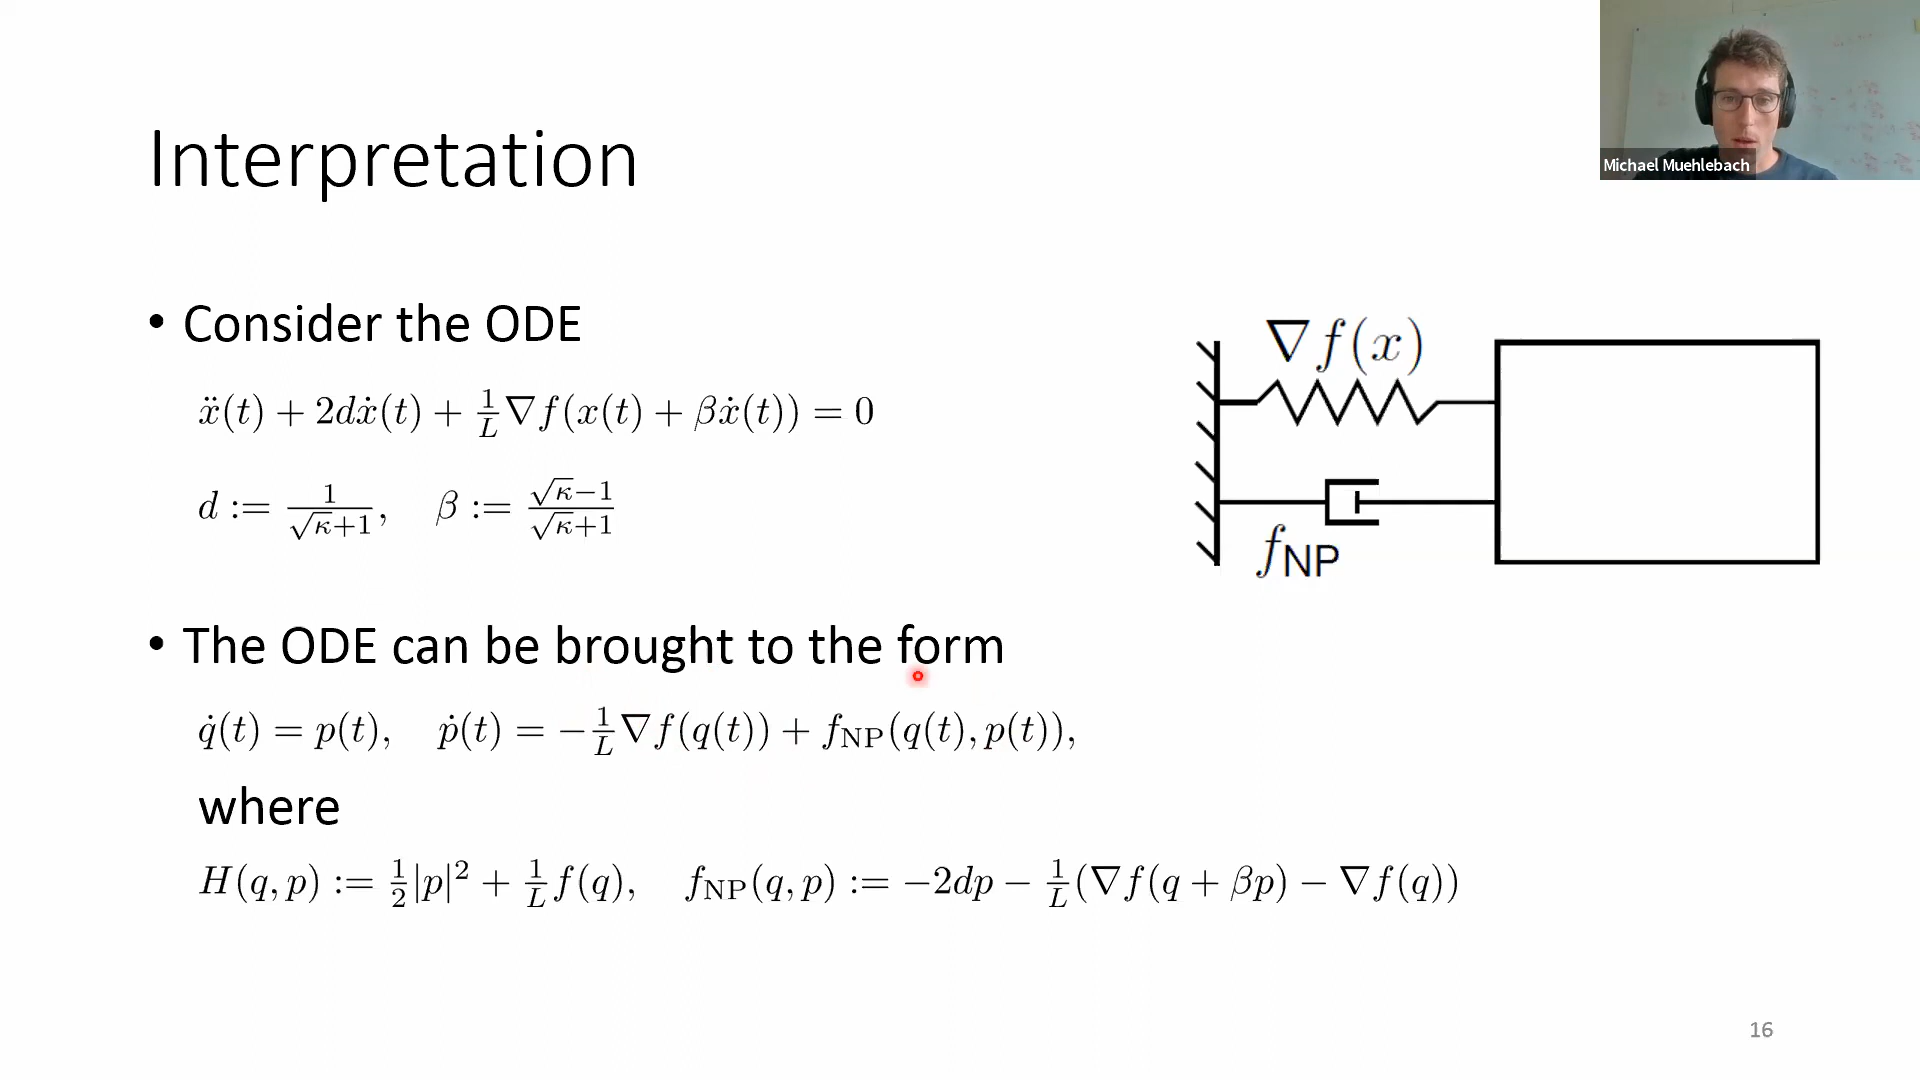 Michael Muehlebach
Interpretation
• Consider the ODE
ẍ(t) + 2dẋ(t) + 1/L ∇f(x(t) + βẋ(t)) = 0
d := 1/(√κ+1), β := (√κ−1)/(√κ+1)
∇f(x)
f_NP
• The ODE can be brought to the form
q̇(t) = p(t), ṗ(t) = −1/L ∇f(q(t)) + f_NP(q(t), p(t)),
where
H(q, p) := 1/2|p|² + 1/L f(q), f_NP(q, p) := −2dp − 1/L(∇f(q + βp) − ∇f(q))
16